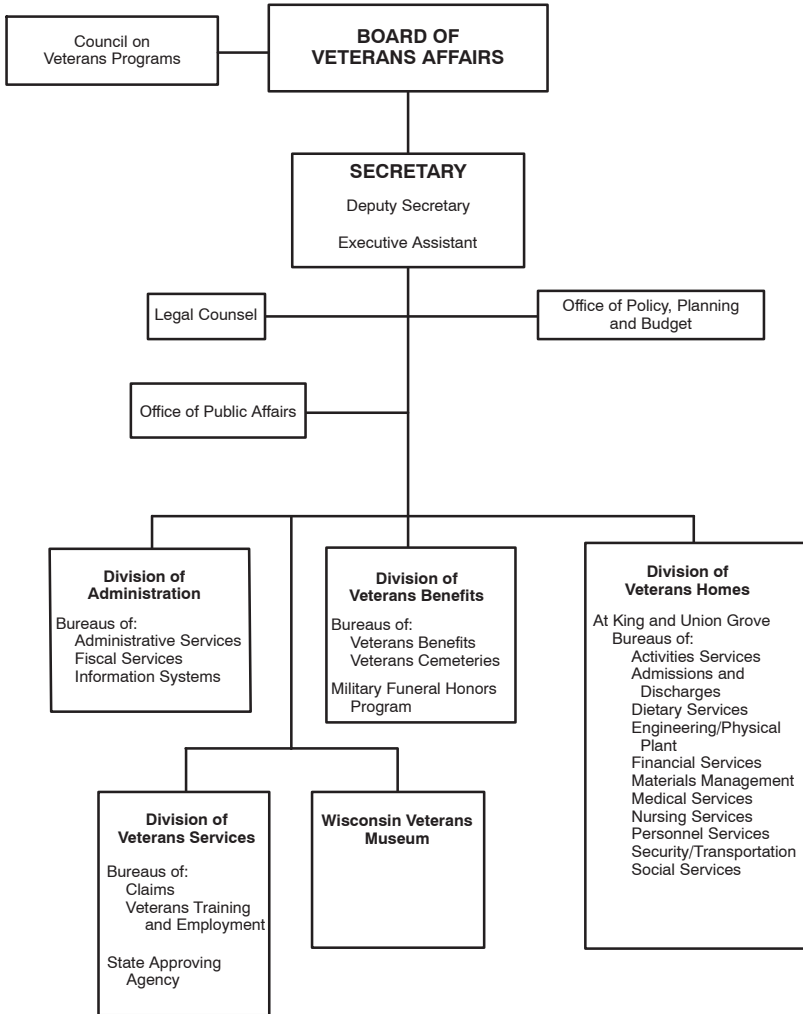 Council on
Veterans Programs
BOARD OF
VETERANS AFFAIRS
SECRETARY
Deputy Secretary
Executive Assistant
Legal Counsel
Office of Policy, Planning
and Budget
Office of Public Affairs
Division of
Administration
Bureaus of:
Administrative Services
Fiscal Services
Information Systems
Division of
Veterans Benefits
Bureaus of:
Veterans Benefits
Veterans Cemeteries
Military Funeral Honors
Program
Division of
Veterans Homes
At King and Union Grove
Bureaus of:
Activities Services
Admissions and
Discharges
Dietary Services
Engineering/Physical
Plant
Financial Services
Materials Management
Medical Services
Nursing Services
Personnel Services
Security/Transportation
Social Services
Division of
Veterans Services
Bureaus of:
Claims
Veterans Training
and Employment
State Approving
Agency
Wisconsin Veterans
Museum